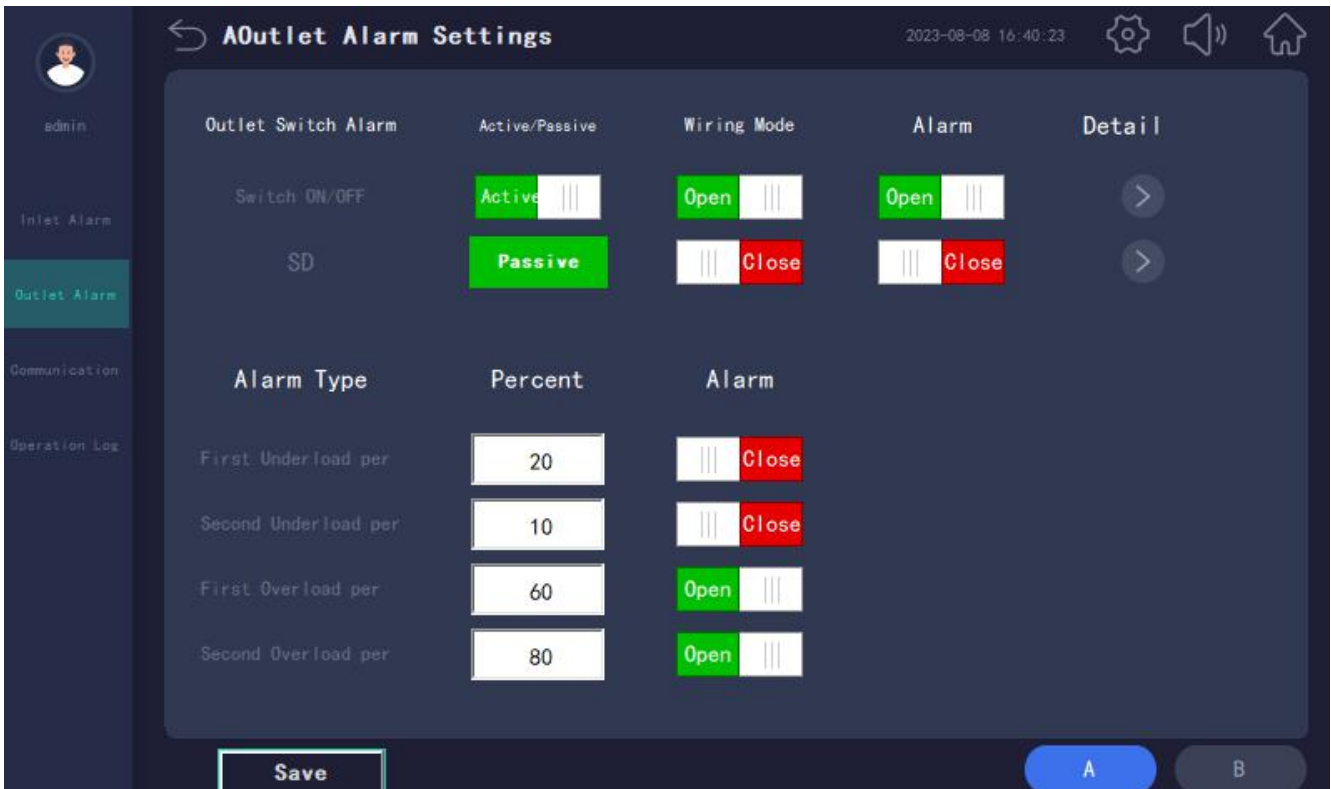 AOutlet Alarm Settings 2023-08-08 16:40:23
admin
Outlet Switch Alarm Active/Passive Wiring Mode Alarm Detail
Switch ON/OFF Active Open Open
Inlet Alarm
SD Passive Close Close
Outlet Alarm
Communication
Alarm Type Percent Alarm
Operation Log
First Underload per 20 Close
Second Underload per 10 Close
First Overload per 60 Open
Second Overload per 80 Open
Save A B